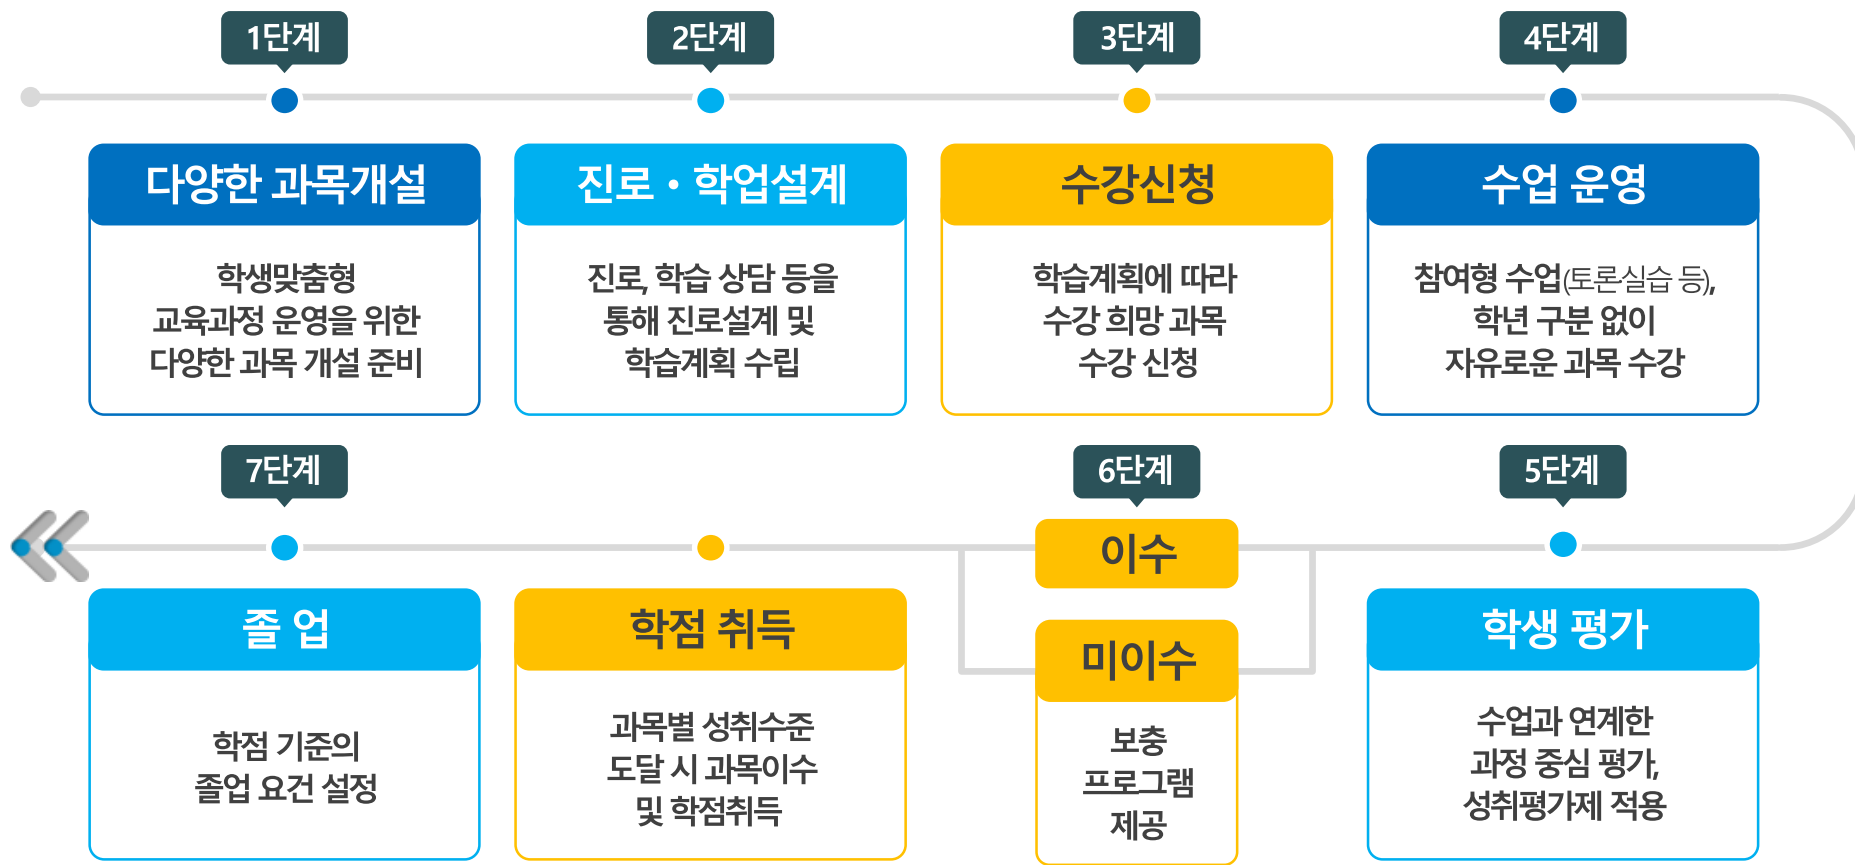 1단계
다양한 과목개설
학생맞춤형
교육과정 운영을 위한
다양한 과목 개설 준비
2단계
진로·학업설계
진로, 학습 상담 등을
통해 진로설계 및
학습계획 수립
3단계
수강신청
학습계획에 따라
수강 희망 과목
수강 신청
4단계
수업 운영
참여형 수업(토론·실습 등),
학년 구분 없이
자유로운 과목 수강
5단계
학생 평가
수업과 연계한
과정 중심 평가,
성취평가제 적용
6단계
이수
미이수
보충
프로그램
제공
학점 취득
과목별 성취수준
도달 시 과목이수
및 학점취득
7단계
졸 업
학점 기준의
졸업 요건 설정